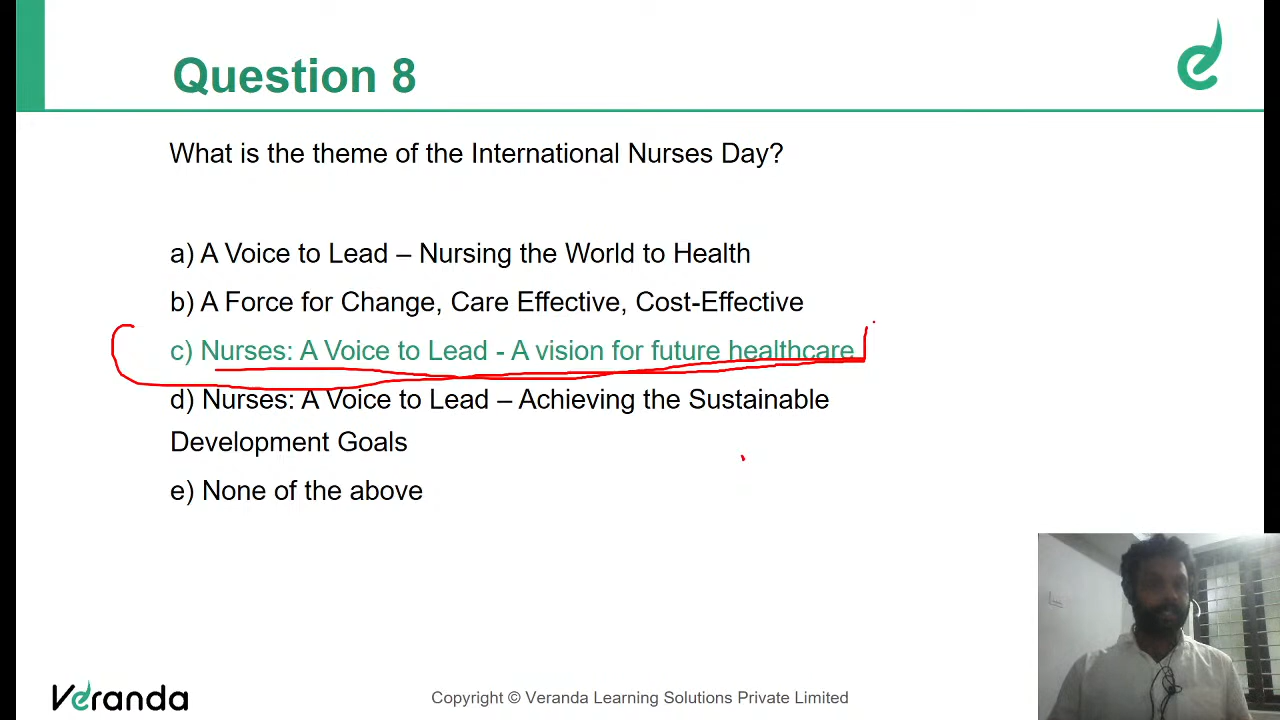 Question 8
What is the theme of the International Nurses Day?
a) A Voice to Lead – Nursing the World to Health
b) A Force for Change, Care Effective, Cost-Effective
c) Nurses: A Voice to Lead - A vision for future healthcare
d) Nurses: A Voice to Lead – Achieving the Sustainable
Development Goals
e) None of the above
Veranda
Copyright © Veranda Learning Solutions Private Limited